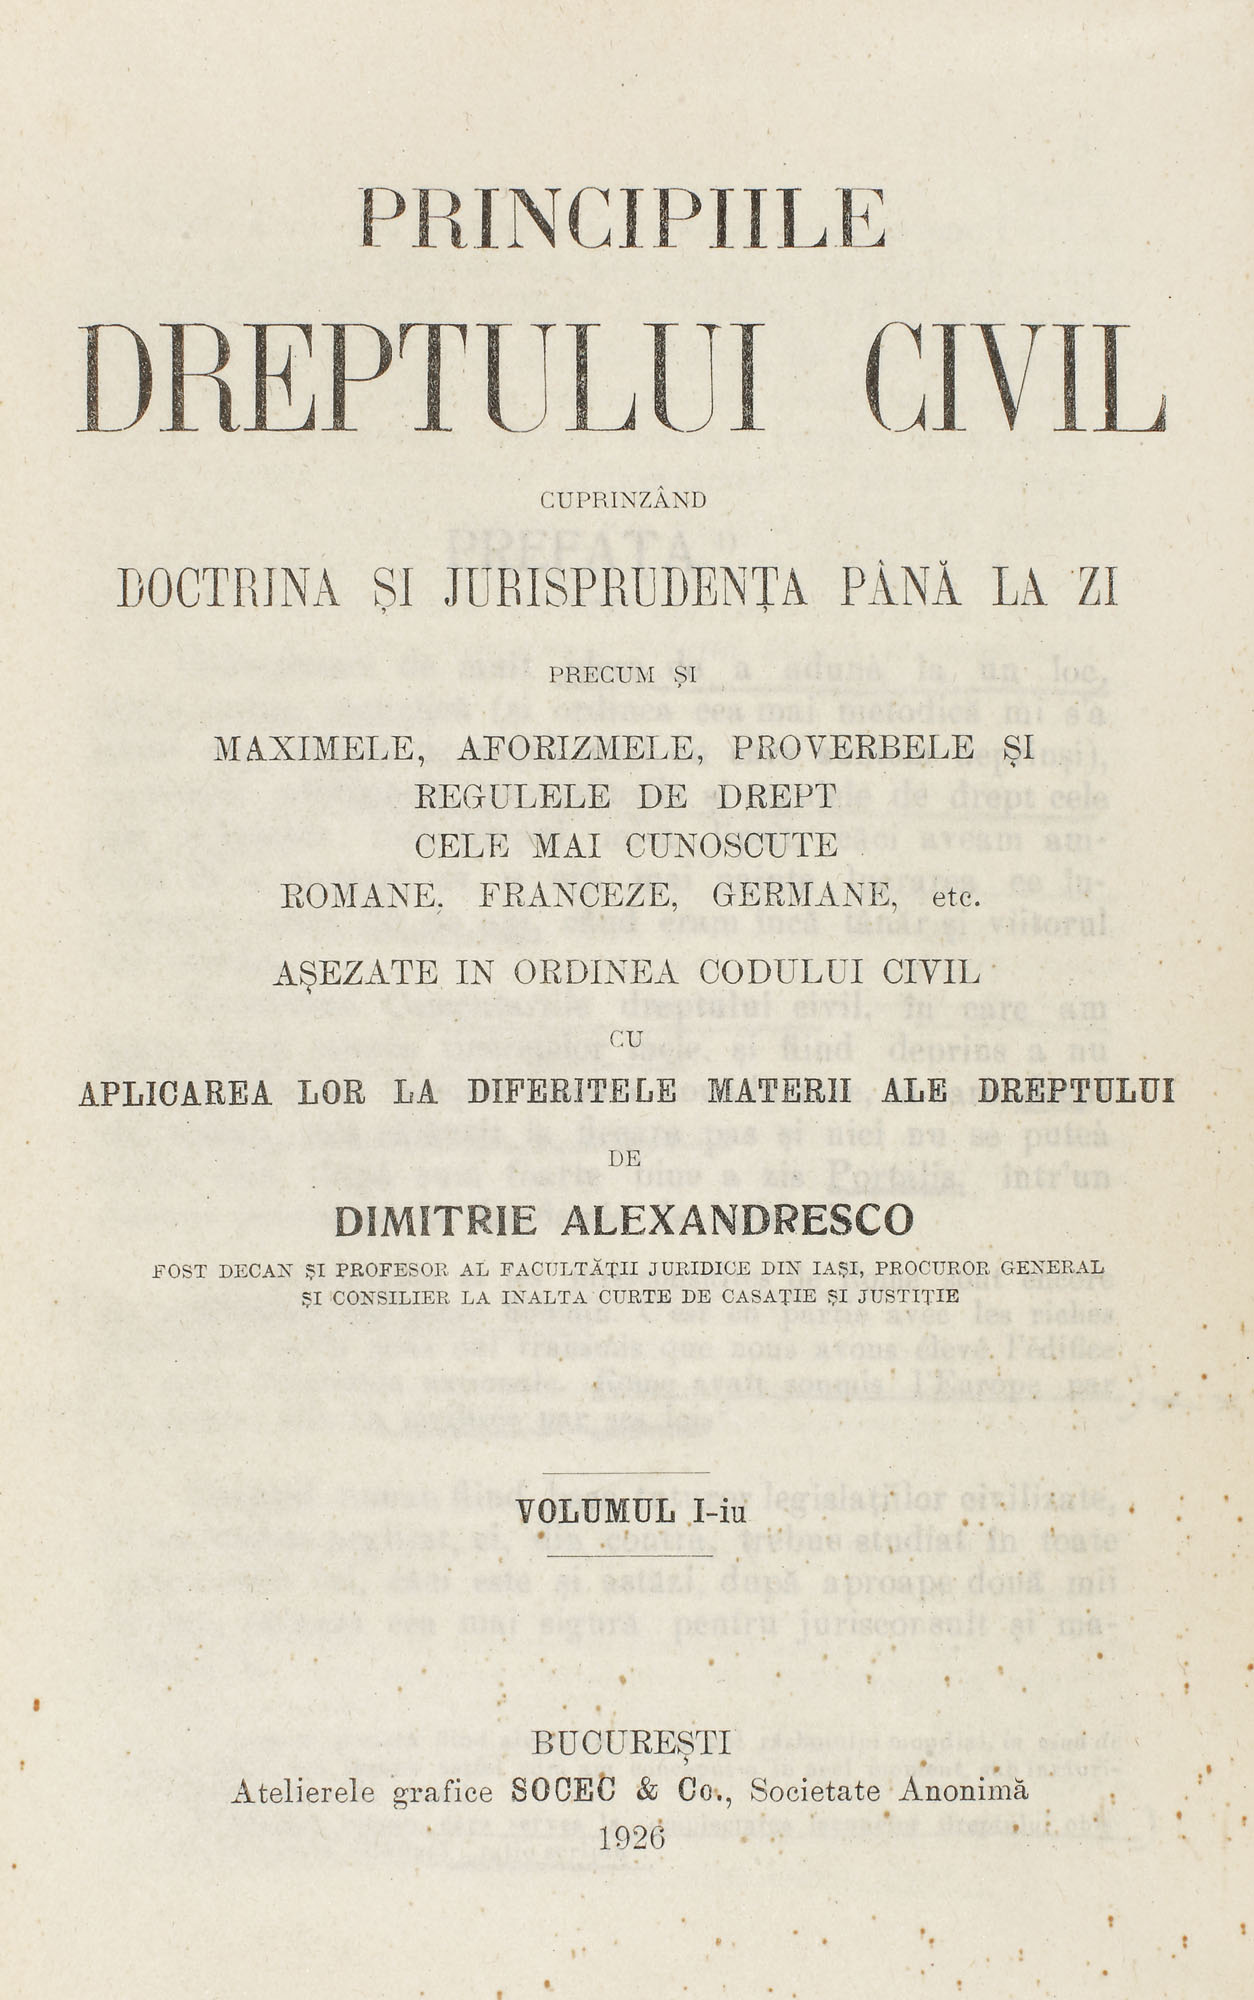 PRINCIPIILE
DREPTULUI CIVIL
CUPRINZÂND
DOCTRINA ȘI JURISPRUDENȚA PÂNĂ LA ZI
PRECUM ȘI
MAXIMELE, AFORIZMELE, PROVERBELE ȘI
REGULELE DE DREPT
CELE MAI CUNOSCUTE
ROMANE, FRANCEZE, GERMANE, etc.
AȘEZATE IN ORDINEA CODULUI CIVIL
CU
APLICAREA LOR LA DIFERITELE MATERII ALE DREPTULUI
DE
DIMITRIE ALEXANDRESCO
FOST DECAN ȘI PROFESOR AL FACULTĂȚII JURIDICE DIN IAȘI, PROCUROR GENERAL
ȘI CONSILIER LA INALTA CURTE DE CASAȚIE ȘI JUSTIȚIE
VOLUMUL I-iu
BUCUREȘTI
Atelierele grafice SOCEC & Co., Societate Anonimă
1926